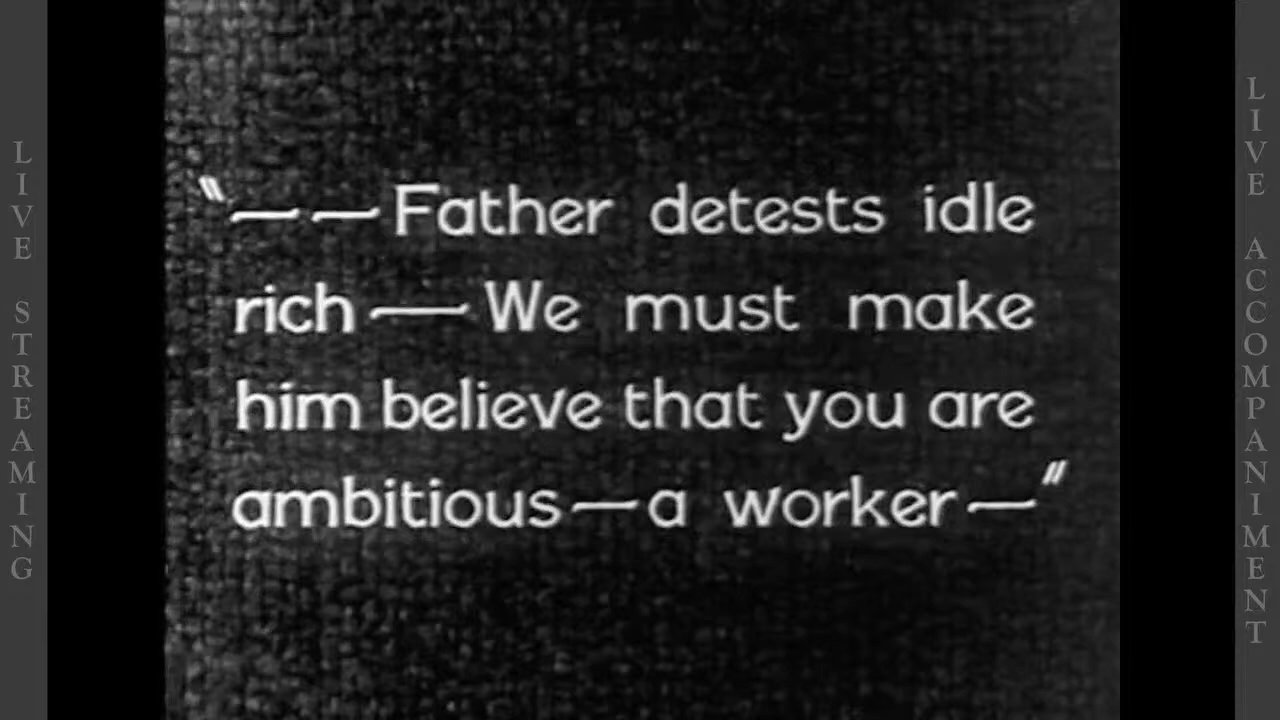 LIVE STREAMING
"——Father detests idle
rich—We must make
him believe that you are
ambitious—a worker—"
LIVE ACCOMPANIMENT